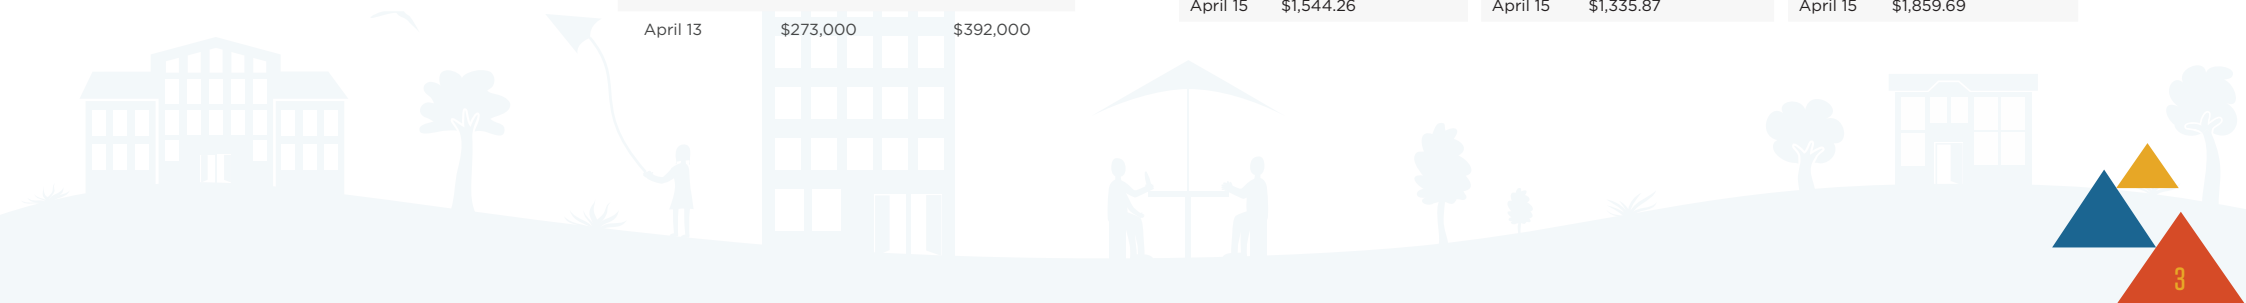 April 15 $1,544.26 April 15 $1,335.87 April 15 $1,859.69
April 13 $273,000 $392,000
3